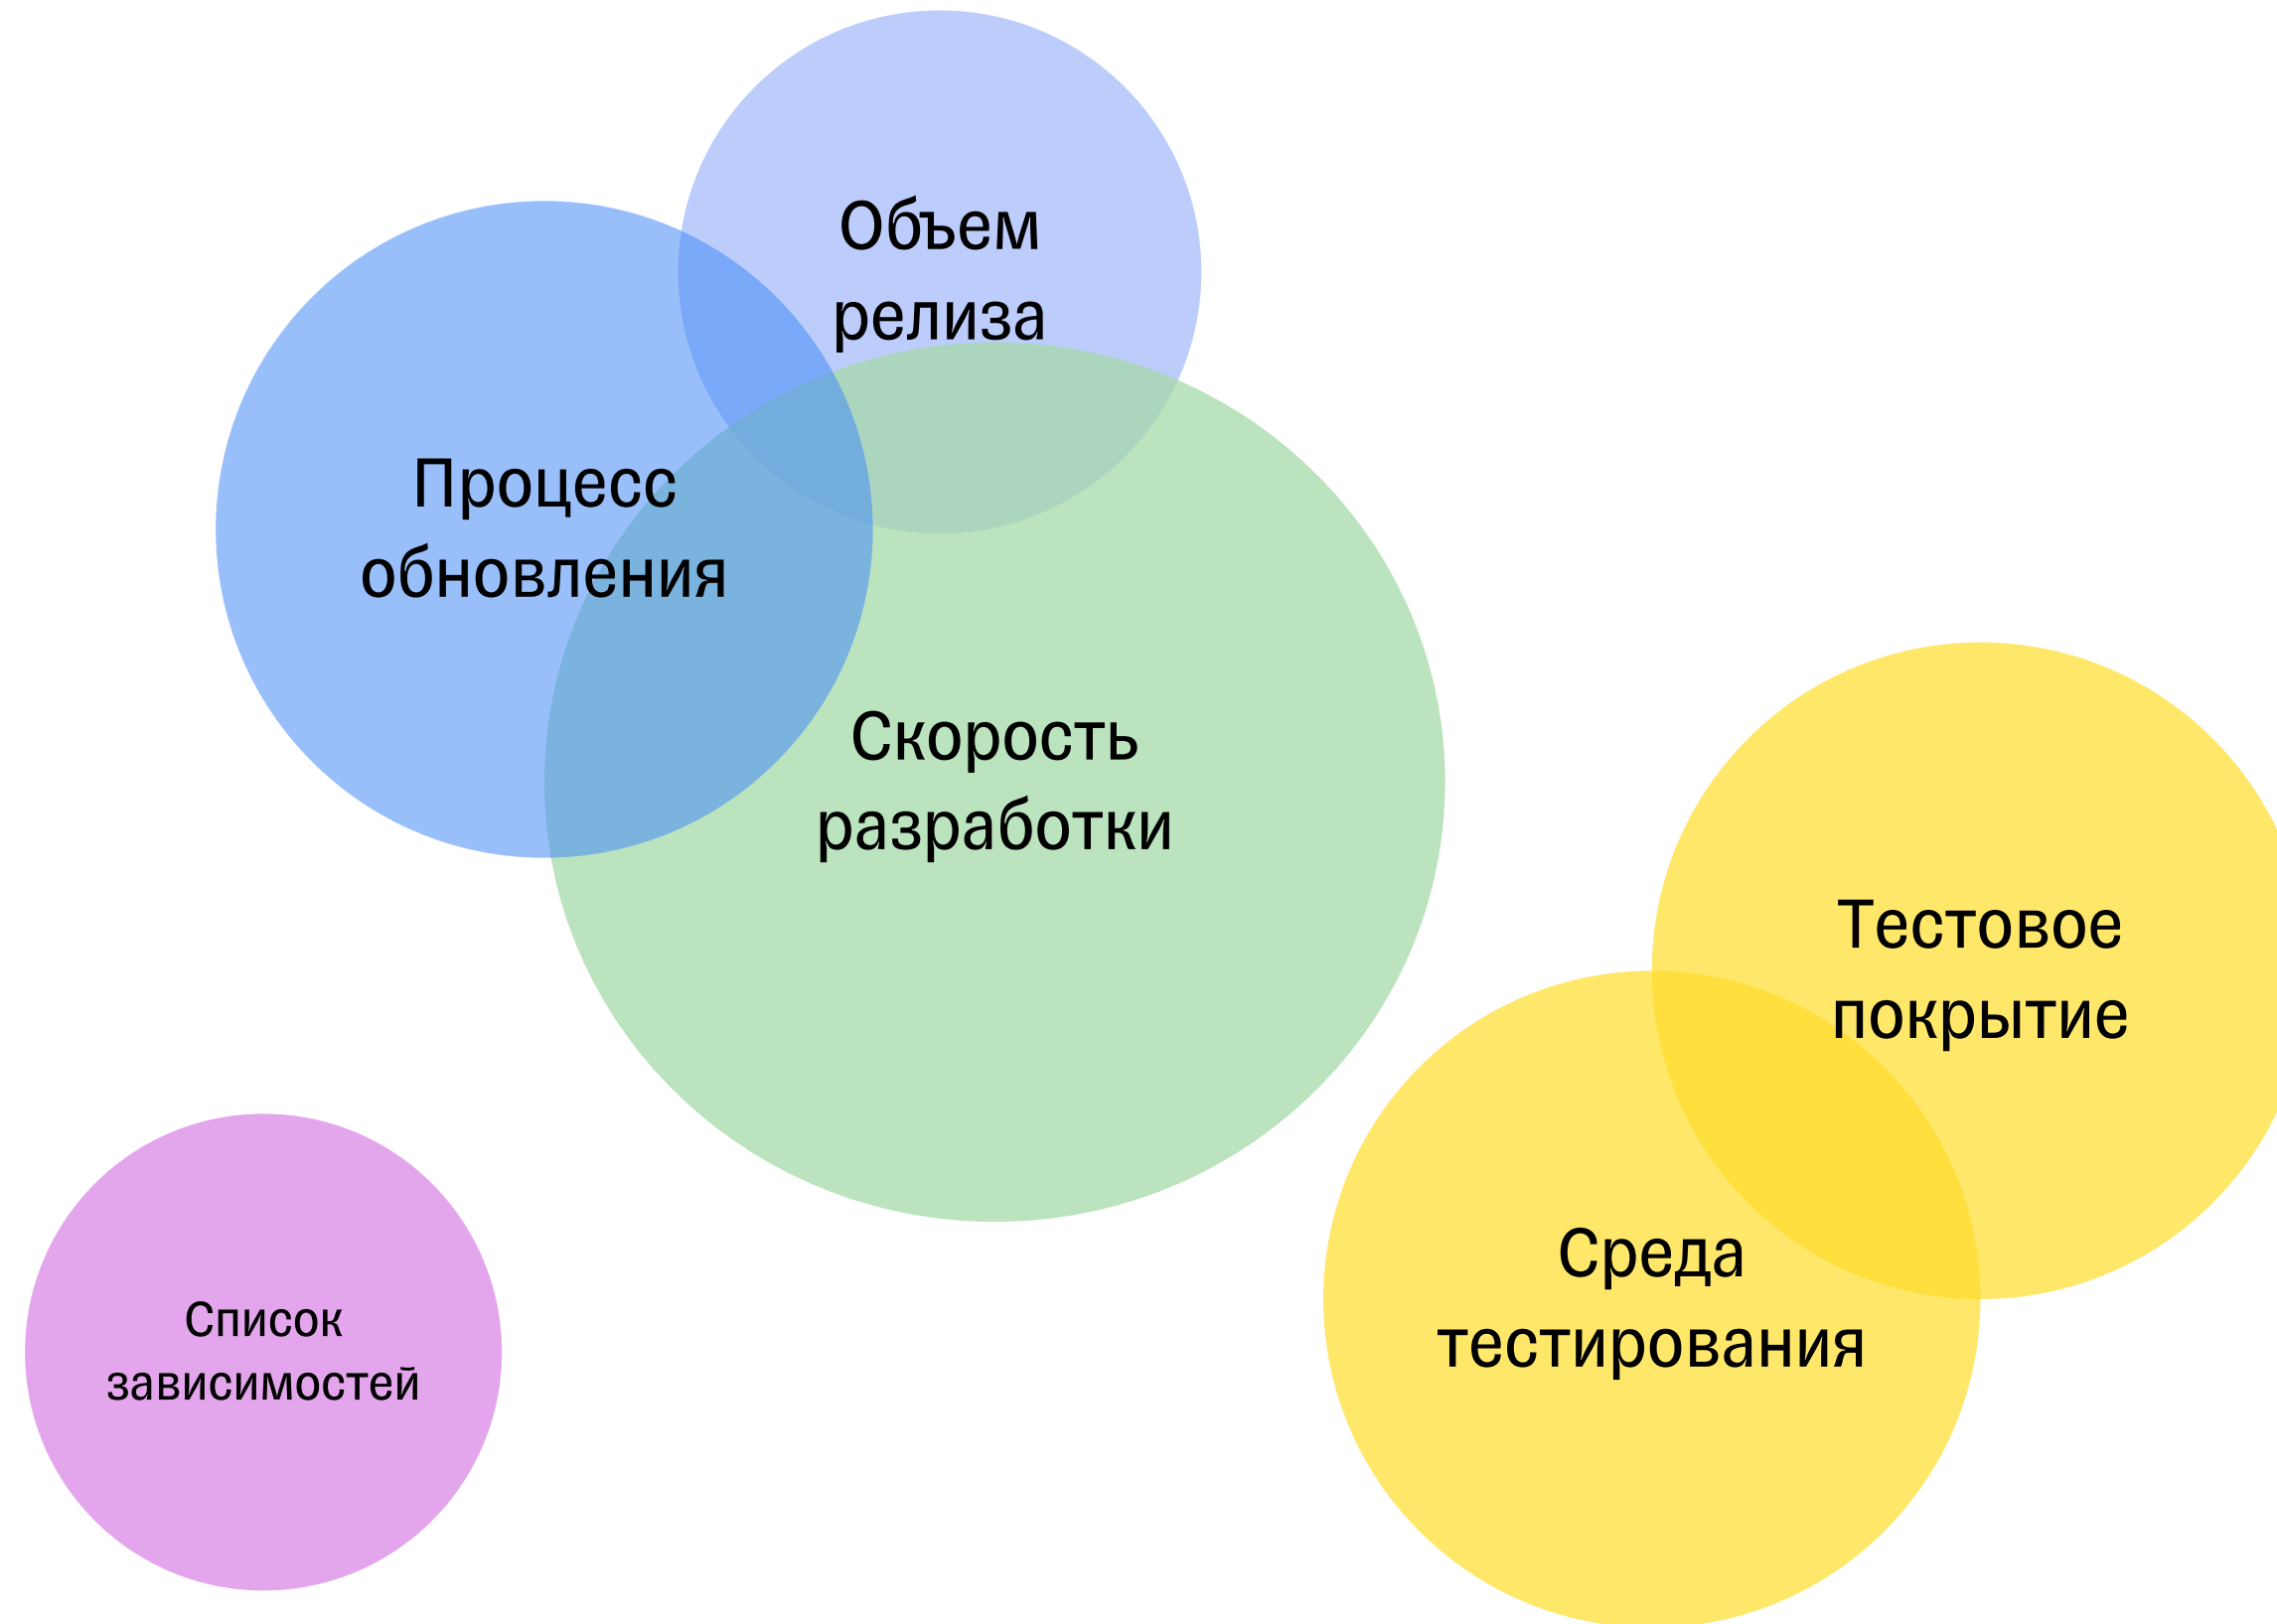 Объем
релиза
Процесс
обновления
Скорость
разработки
Тестовое
покрытие
Среда
тестирования
Список
зависимостей